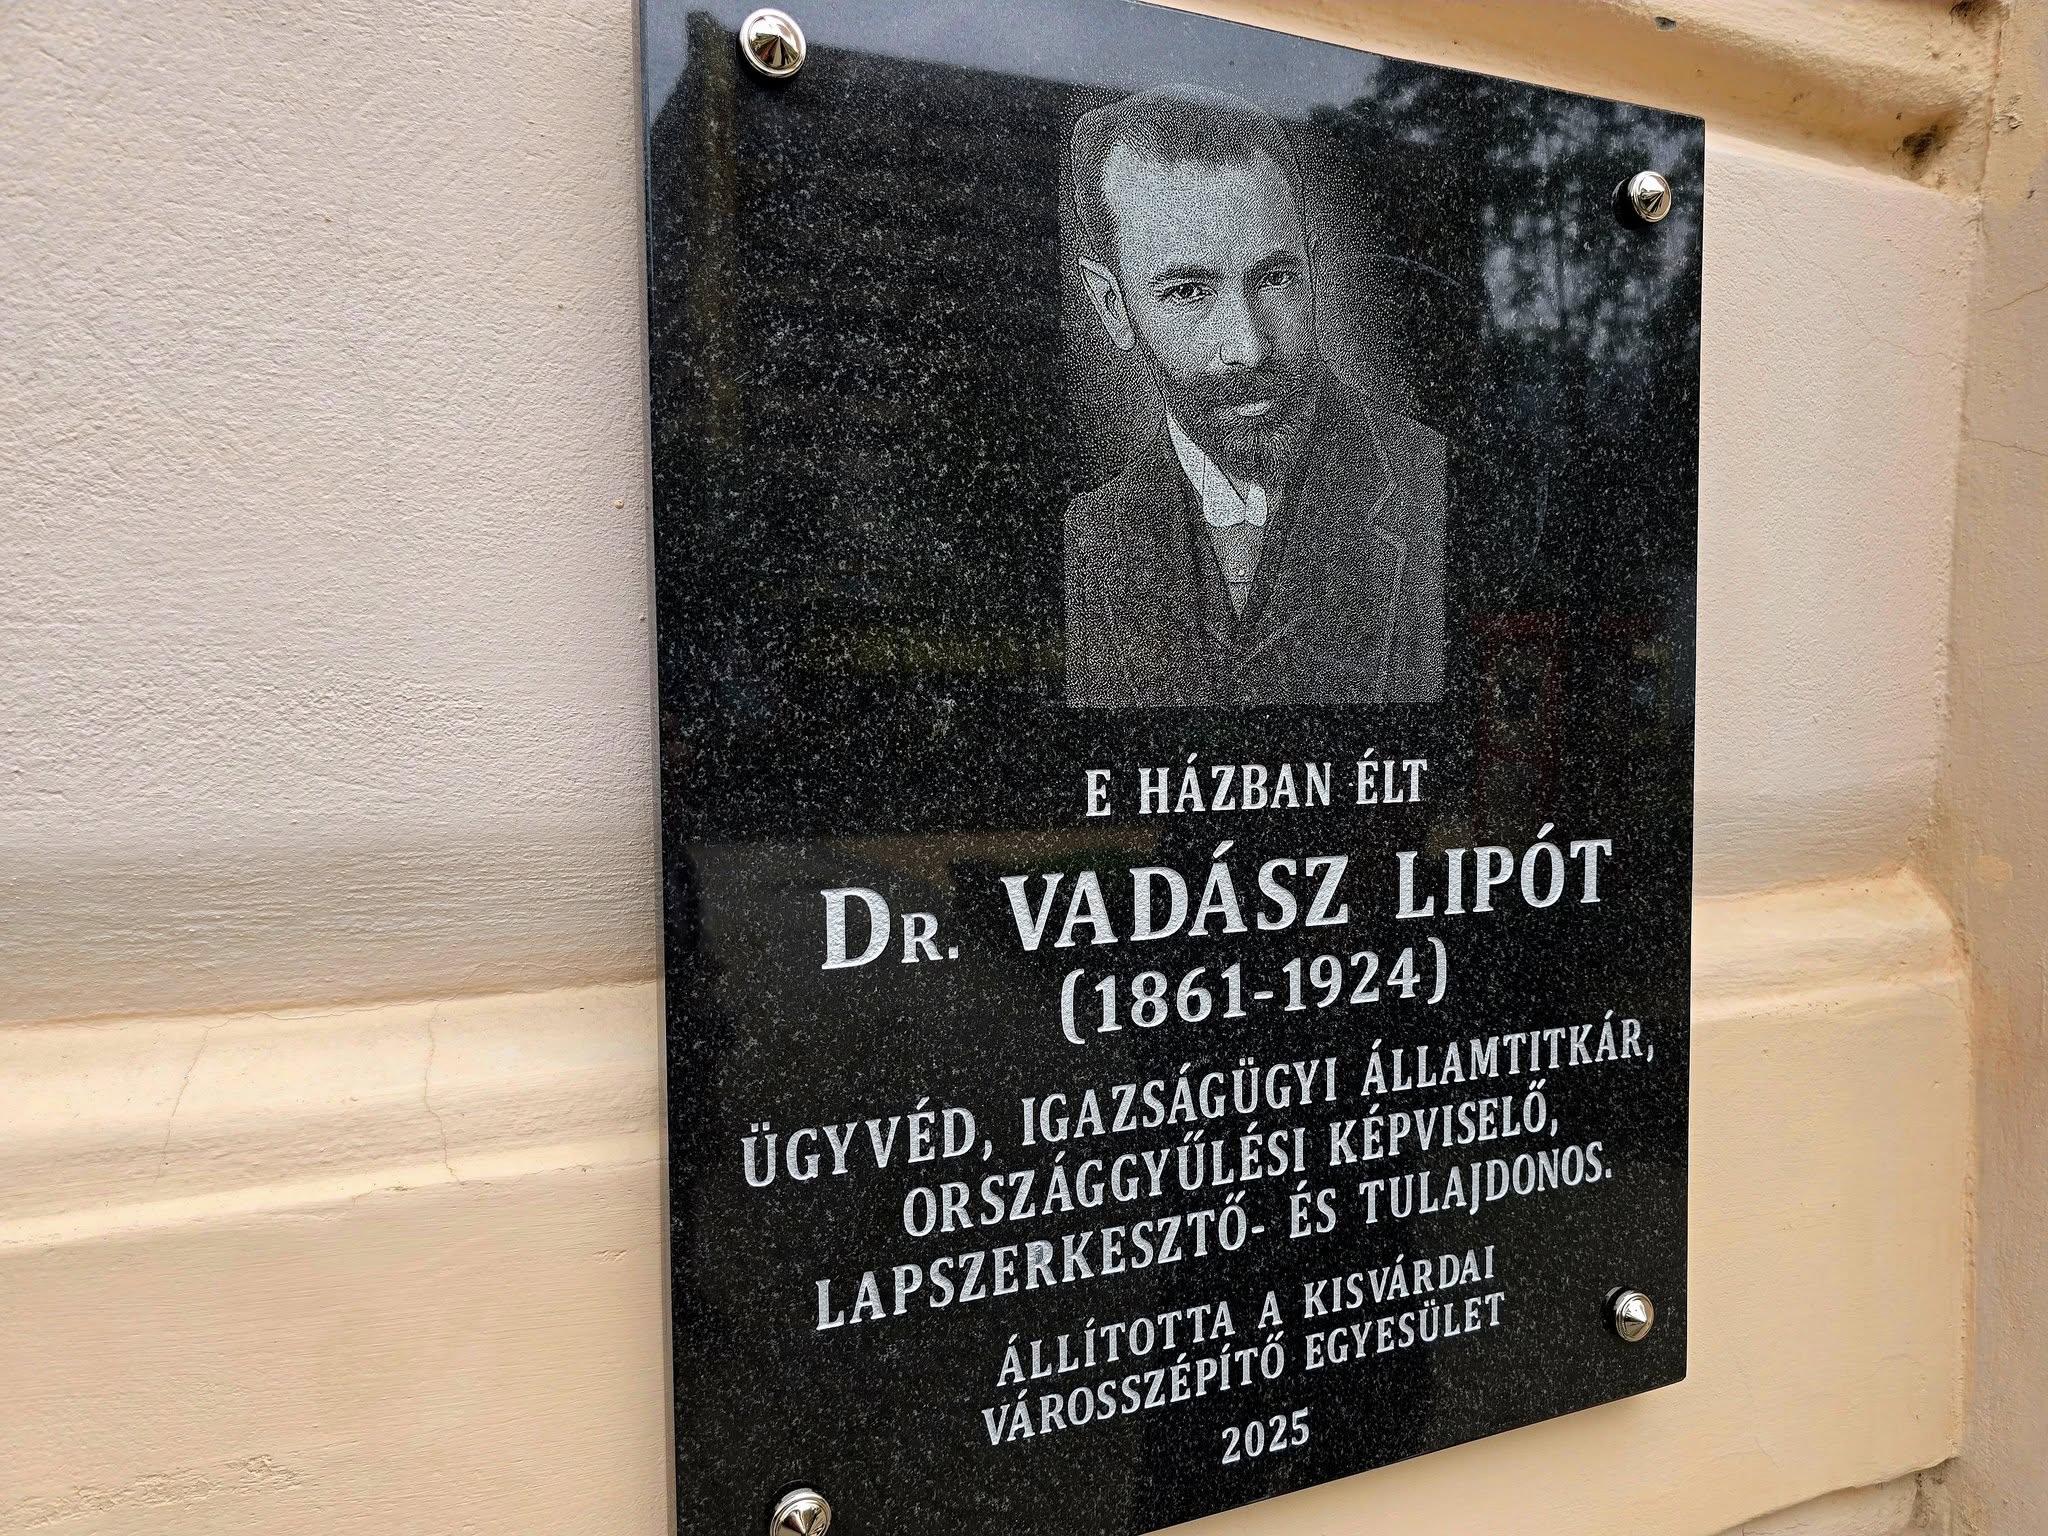 E HÁZBAN ÉLT
DR. VADÁSZ LIPÓT
(1861-1924)
ÜGYVÉD, IGAZSÁGÜGYI ÁLLAMTITKÁR,
ORSZÁGGYŰLÉSI KÉPVISELŐ,
LAPSZERKESZTŐ- ÉS TULAJDONOS.
ÁLLÍTOTTA A KISVÁRDAI
VÁROSSZÉPÍTŐ EGYESÜLET
2025